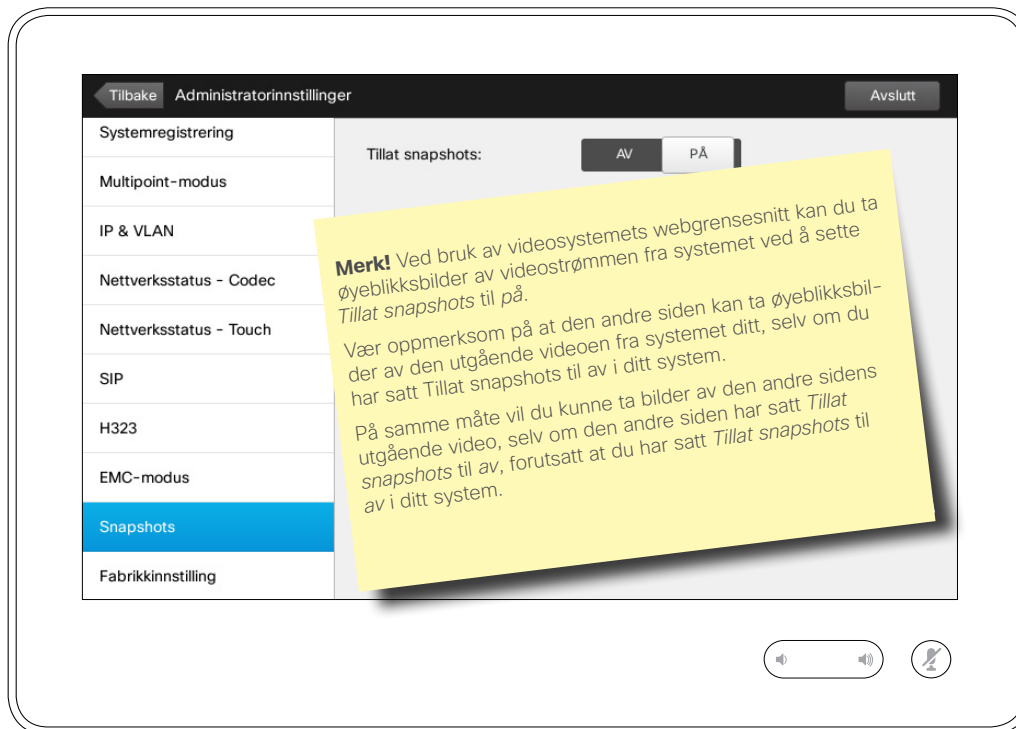 Tilbake Administratorinnstillinger Avslutt
Systemregistrering
Multipoint-modus
IP & VLAN
Nettverksstatus - Codec
Nettverksstatus - Touch
SIP
H323
EMC-modus
Snapshots
Fabrikkinnstilling
Tillat snapshots: AV PÅ
Merk! Ved bruk av videosystemets webgrensesnitt kan du ta
øyeblikksbilder av videostrømmen fra systemet ved å sette
Tillat snapshots til på.
Vær oppmerksom på at den andre siden kan ta øyeblikksbil-
der av den utgående videoen fra systemet ditt, selv om du
har satt Tillat snapshots til av i ditt system.
På samme måte vil du kunne ta bilder av den andre sidens
utgående video, selv om den andre siden har satt Tillat
snapshots til av, forutsatt at du har satt Tillat snapshots til
av i ditt system.